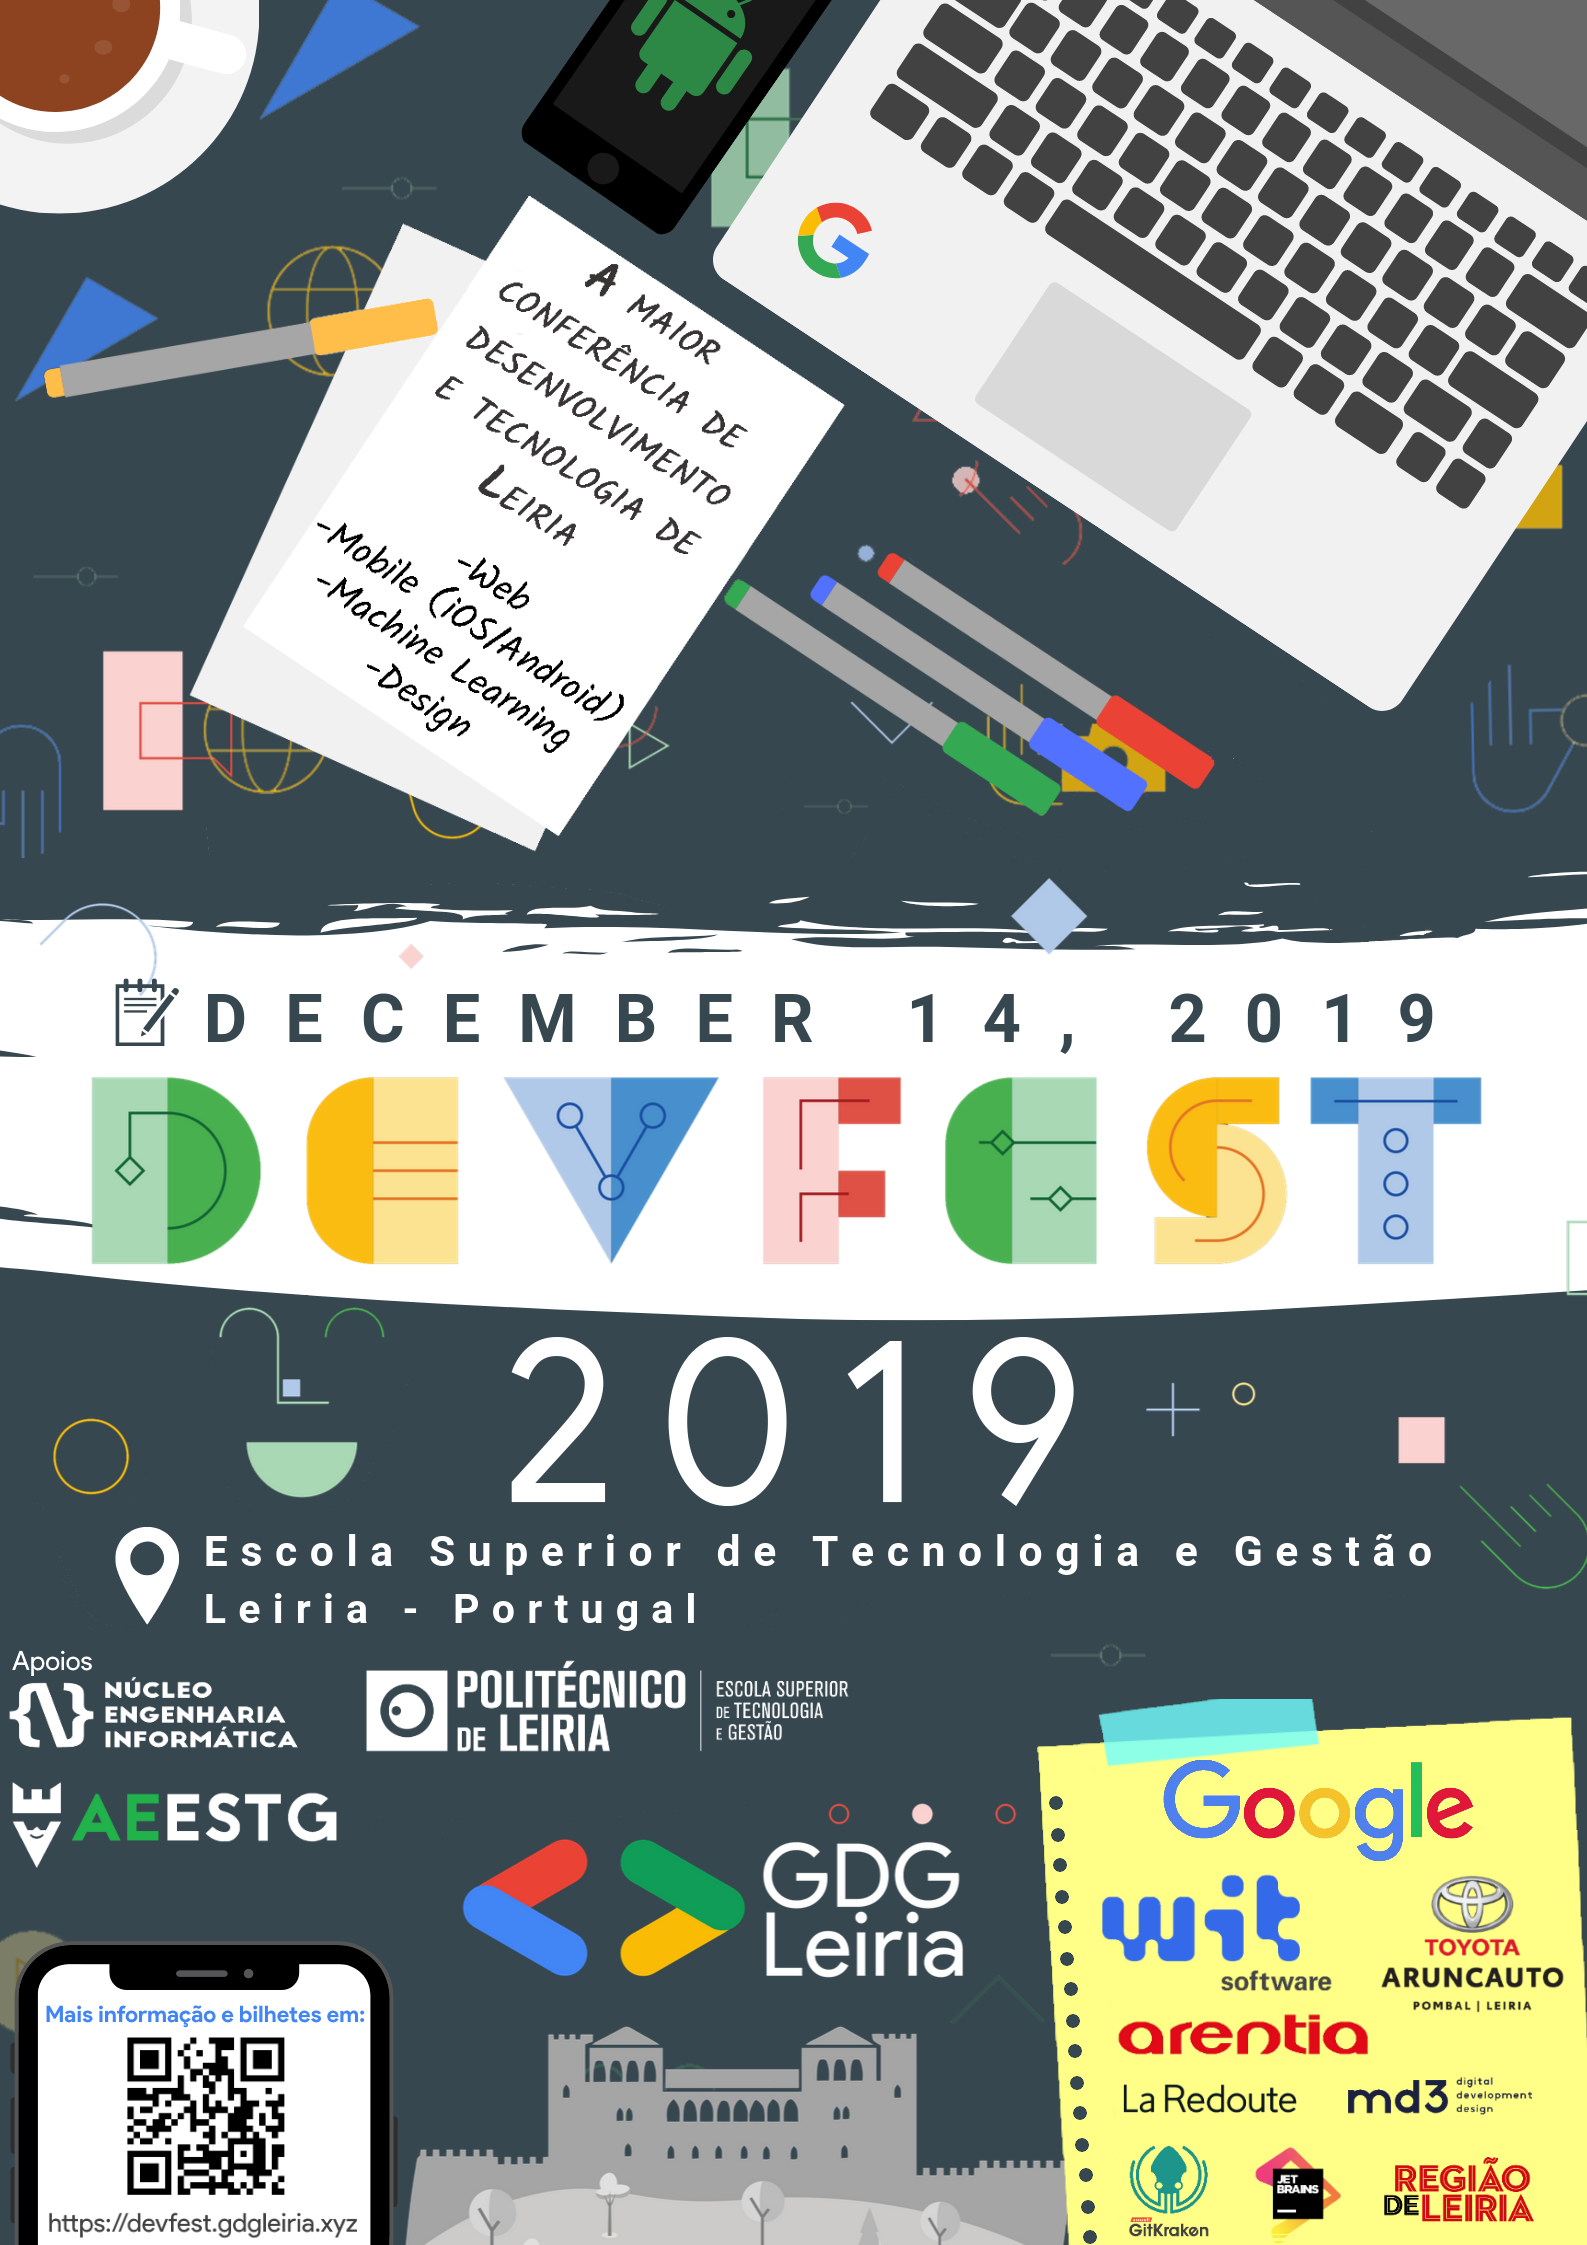 A MAIOR
CONFERÊNCIA DE
DESENVOLVIMENTO
E TECNOLOGIA DE
LEIRIA
-Web
-Mobile (iOS/Android)
-Machine Learning
-Design
DECEMBER 14, 2019
DEVFEST
2019
Escola Superior de Tecnologia e Gestão
Leiria - Portugal
Apoios
NÚCLEO
ENGENHARIA
INFORMÁTICA
POLITÉCNICO
DE LEIRIA
ESCOLA SUPERIOR
DE TECNOLOGIA
E GESTÃO
AEESTG
GDG
Leiria
Mais informação e bilhetes em:
https://devfest.gdgleiria.xyz
Google
wit
software
TOYOTA
ARUNCAUTO
POMBAL | LEIRIA
arentia
La Redoute
md3
digital
development
design
GitKraken
JET
BRAINS
REGIÃO
DE LEIRIA